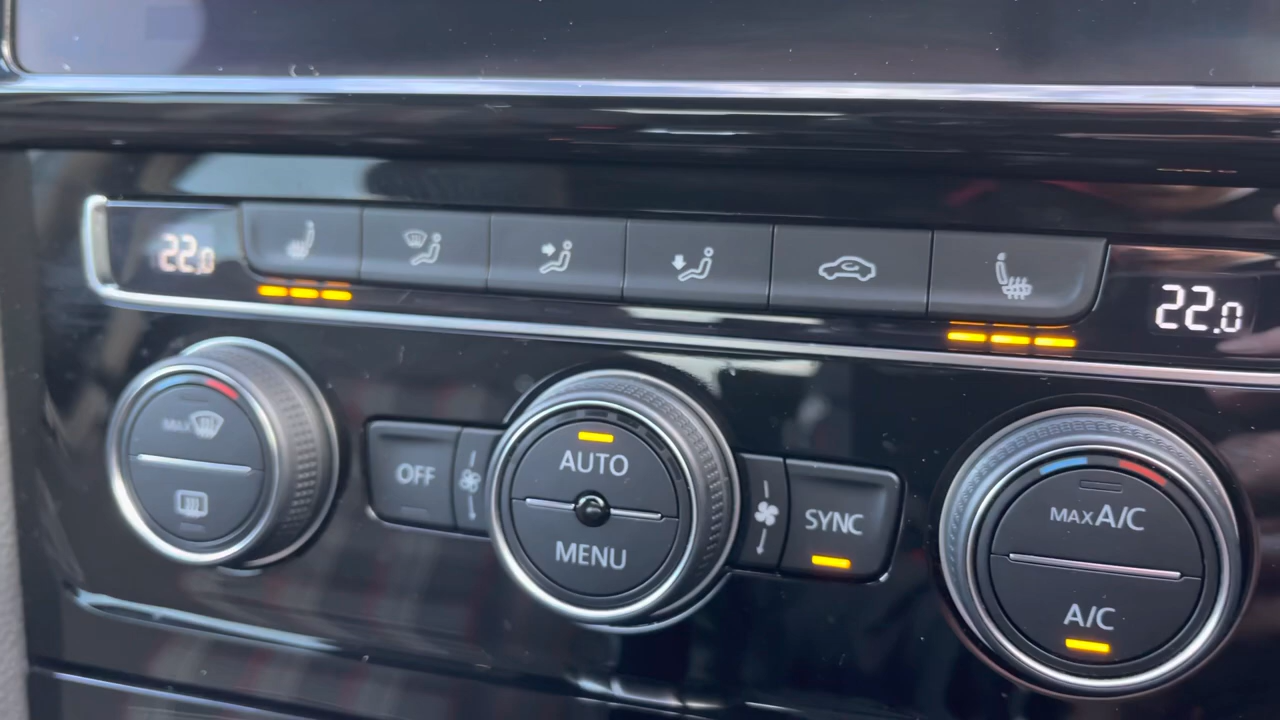 22.0
22.0
MAX
OFF
AUTO
MENU
SYNC
MAX A/C
A/C